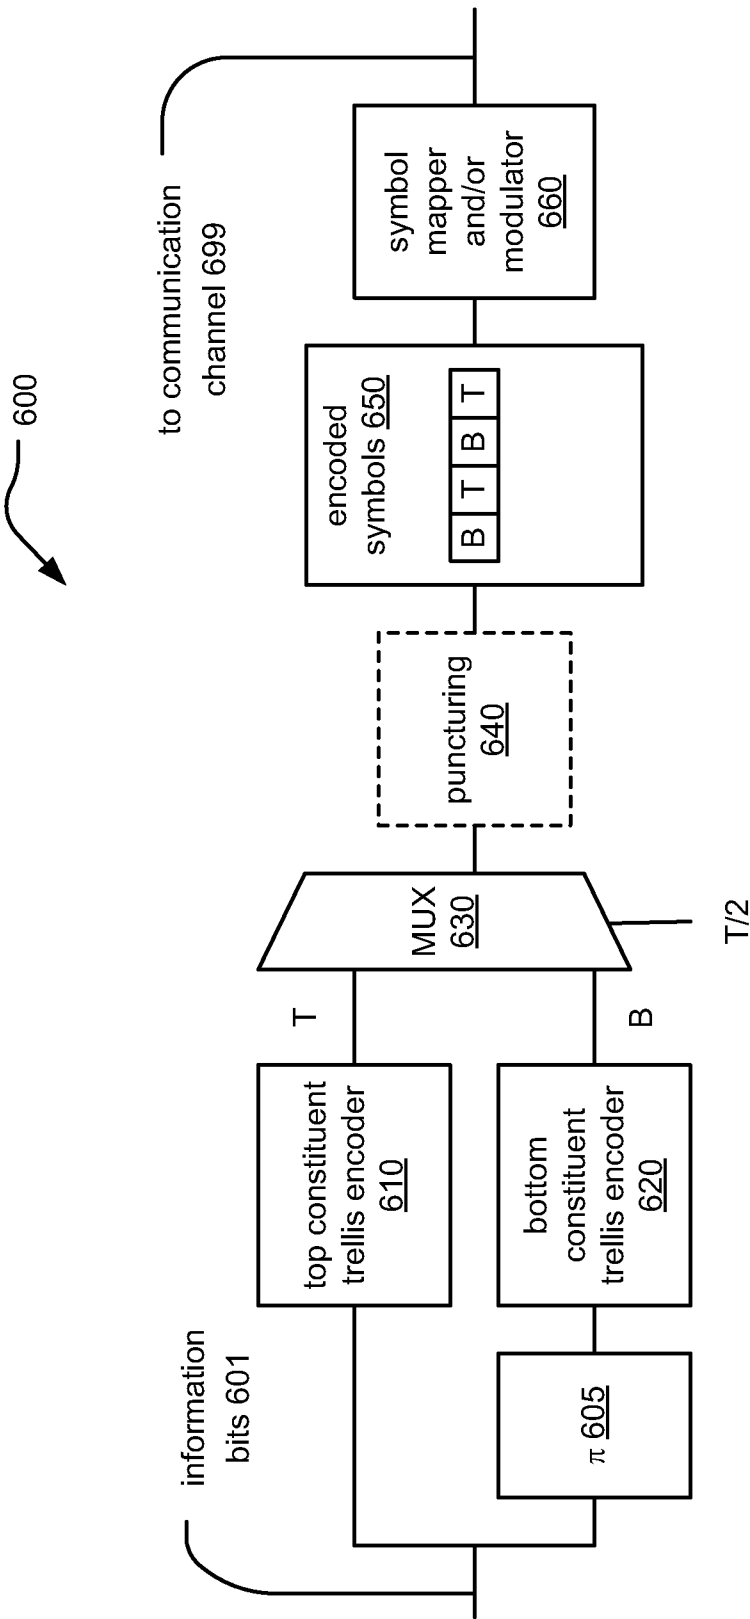 600
information
bits 601
π 605
top constituent
trellis encoder
610
bottom
constituent
trellis encoder
620
T
B
MUX
630
T/2
puncturing
640
encoded
symbols 650
B T B T
symbol
mapper
and/or
modulator
660
to communication
channel 699